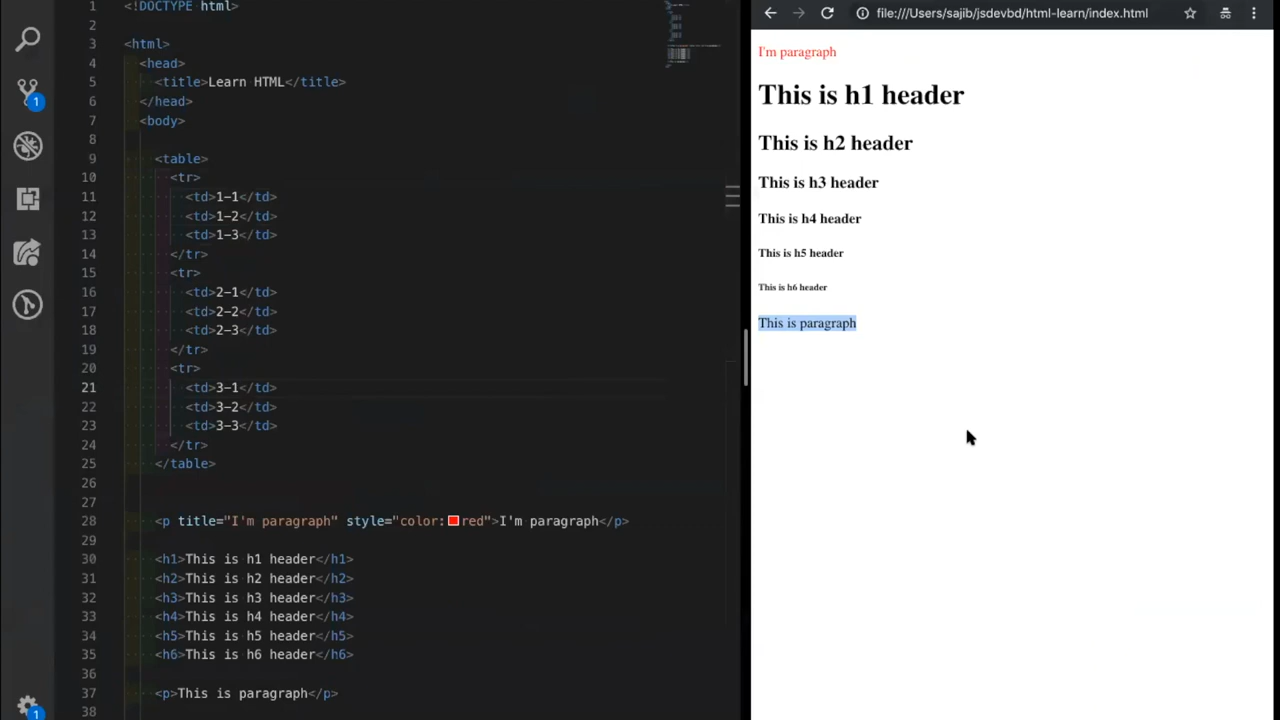 1 <!DOCTYPE html>
2
3 <html>
4 <head>
5 <title>Learn HTML</title>
6 </head>
7 <body>
8
9 <table>
10 <tr>
11 <td>1-1</td>
12 <td>1-2</td>
13 <td>1-3</td>
14 </tr>
15 <tr>
16 <td>2-1</td>
17 <td>2-2</td>
18 <td>2-3</td>
19 </tr>
20 <tr>
21 <td>3-1</td>
22 <td>3-2</td>
23 <td>3-3</td>
24 </tr>
25 </table>
26
27
28 <p title="I'm paragraph" style="color:red">I'm paragraph</p>
29
30 <h1>This is h1 header</h1>
31 <h2>This is h2 header</h2>
32 <h3>This is h3 header</h3>
33 <h4>This is h4 header</h4>
34 <h5>This is h5 header</h5>
35 <h6>This is h6 header</h6>
36
37 <p>This is paragraph</p>
38
1
1
file:///Users/sajib/jsdevbd/html-learn/index.html
I'm paragraph
This is h1 header
This is h2 header
This is h3 header
This is h4 header
This is h5 header
This is h6 header
This is paragraph